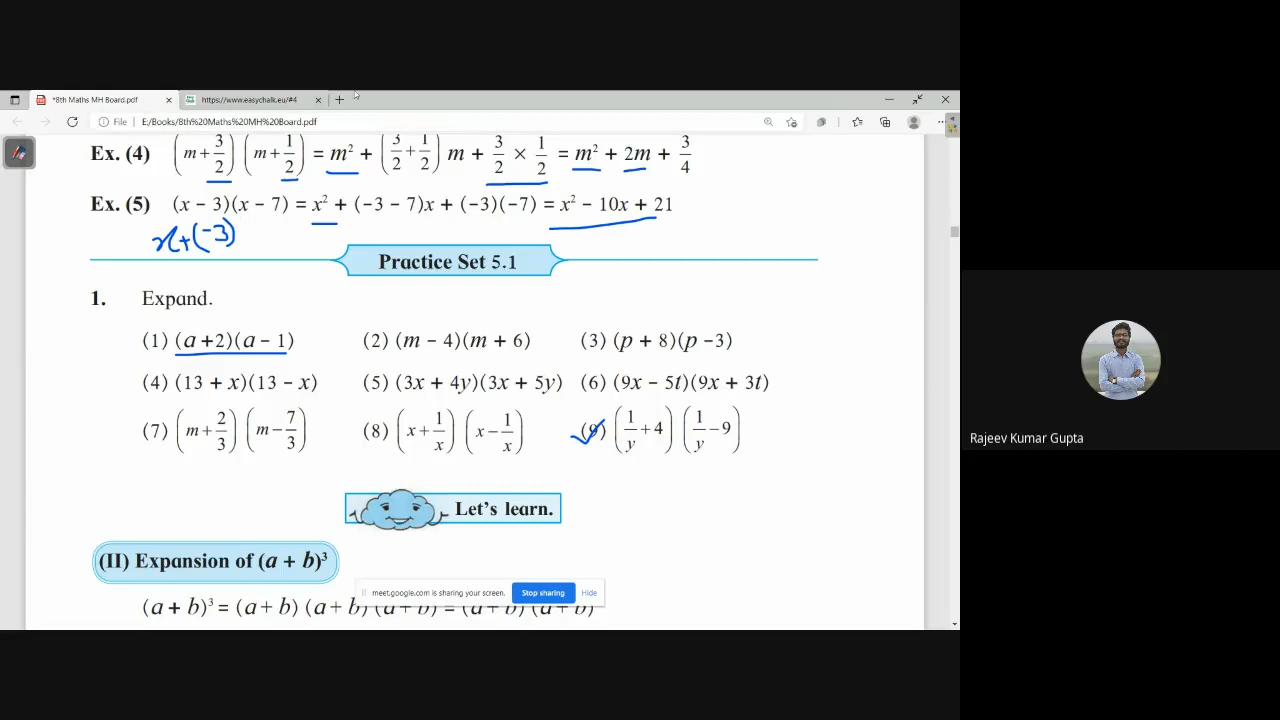 *8th Maths MH Board.pdf
https://www.easychalk.eu/#4
File | E:/Books/8th%20Maths%20MH%20Board.pdf
Ex. (4) (m + 3/2) (m + 1/2) = m² + (3/2 + 1/2) m + 3/2 × 1/2 = m² + 2m + 3/4
Ex. (5) (x − 3)(x − 7) = x² + (−3 − 7)x + (−3)(−7) = x² − 10x + 21
x+(-3)
Practice Set 5.1
1. Expand.
(1) (a +2)(a − 1) (2) (m − 4)(m + 6) (3) (p + 8)(p −3)
(4) (13 + x)(13 − x) (5) (3x + 4y)(3x + 5y) (6) (9x − 5t)(9x + 3t)
(7) (m + 2/3) (m − 7/3) (8) (x + 1/x) (x − 1/x) (9) (1/y + 4) (1/y − 9)
Let's learn.
(II) Expansion of (a + b)³
meet.google.com is sharing your screen. Stop sharing Hide
(a + b)³ = (a + b) (a + b) (a + b) = (a + b) (a + b)
Rajeev Kumar Gupta